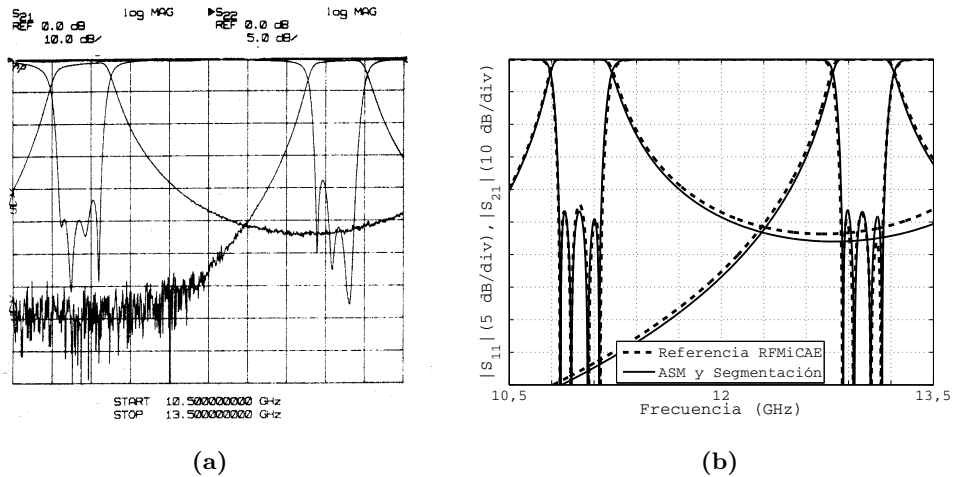 S21 log MAG
REF 0.0 dB
10.0 dB/
▶S22 log MAG
REF 0.0 dB
5.0 dB/
START 10.500000000 GHz
STOP 13.500000000 GHz
(a)
|S11|(5 dB/div),|S21|(10 dB/div)
Referencia RFMiCAE
ASM y Segmentación
10,5 12 13,5
Frecuencia (GHz)
(b)